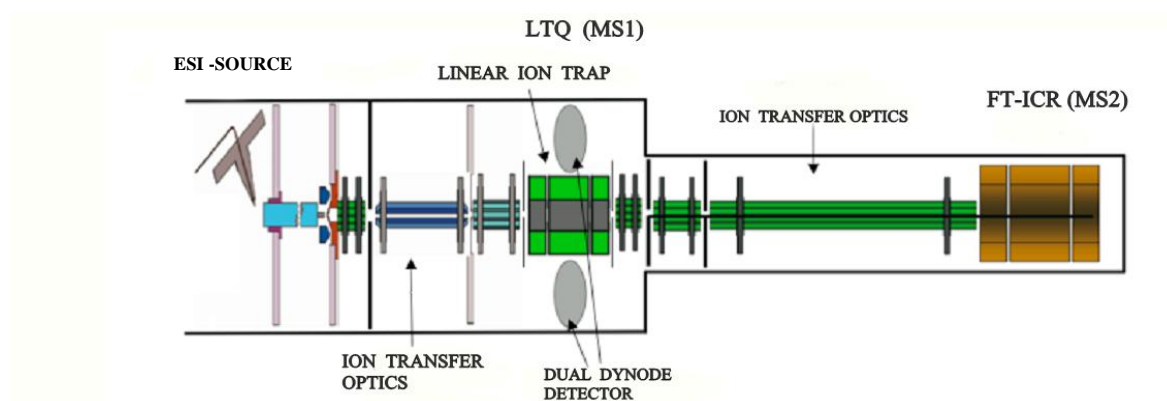 LTQ (MS1)
ESI -SOURCE
LINEAR ION TRAP
FT-ICR (MS2)
ION TRANSFER OPTICS
ION TRANSFER
OPTICS
DUAL DYNODE
DETECTOR